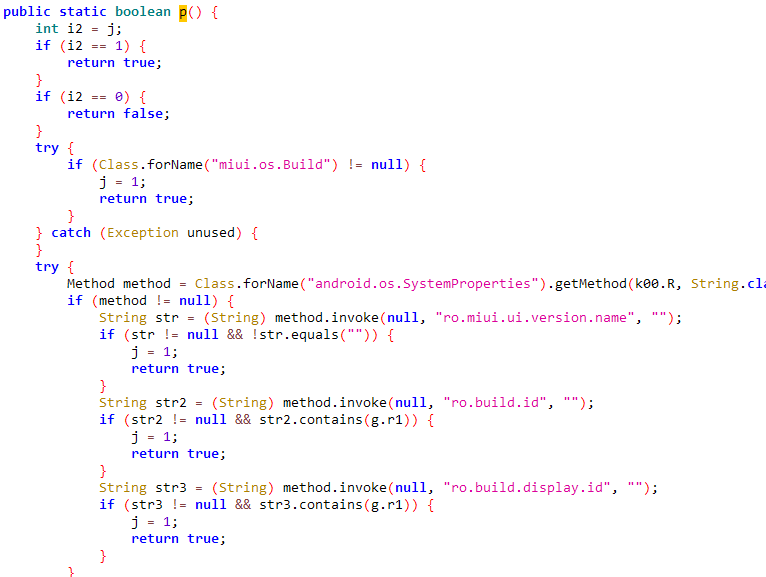 public static boolean p() {
    int i2 = j;
    if (i2 == 1) {
        return true;
    }
    if (i2 == 0) {
        return false;
    }
    try {
        if (Class.forName("miui.os.Build") != null) {
            j = 1;
            return true;
        }
    } catch (Exception unused) {
    }
    try {
        Method method = Class.forName("android.os.SystemProperties").getMethod(k00.R, String.cla
        if (method != null) {
            String str = (String) method.invoke(null, "ro.miui.ui.version.name", "");
            if (str != null && !str.equals("")) {
                j = 1;
                return true;
            }
            String str2 = (String) method.invoke(null, "ro.build.id", "");
            if (str2 != null && str2.contains(g.r1)) {
                j = 1;
                return true;
            }
            String str3 = (String) method.invoke(null, "ro.build.display.id", "");
            if (str3 != null && str3.contains(g.r1)) {
                j = 1;
                return true;
            }
        }